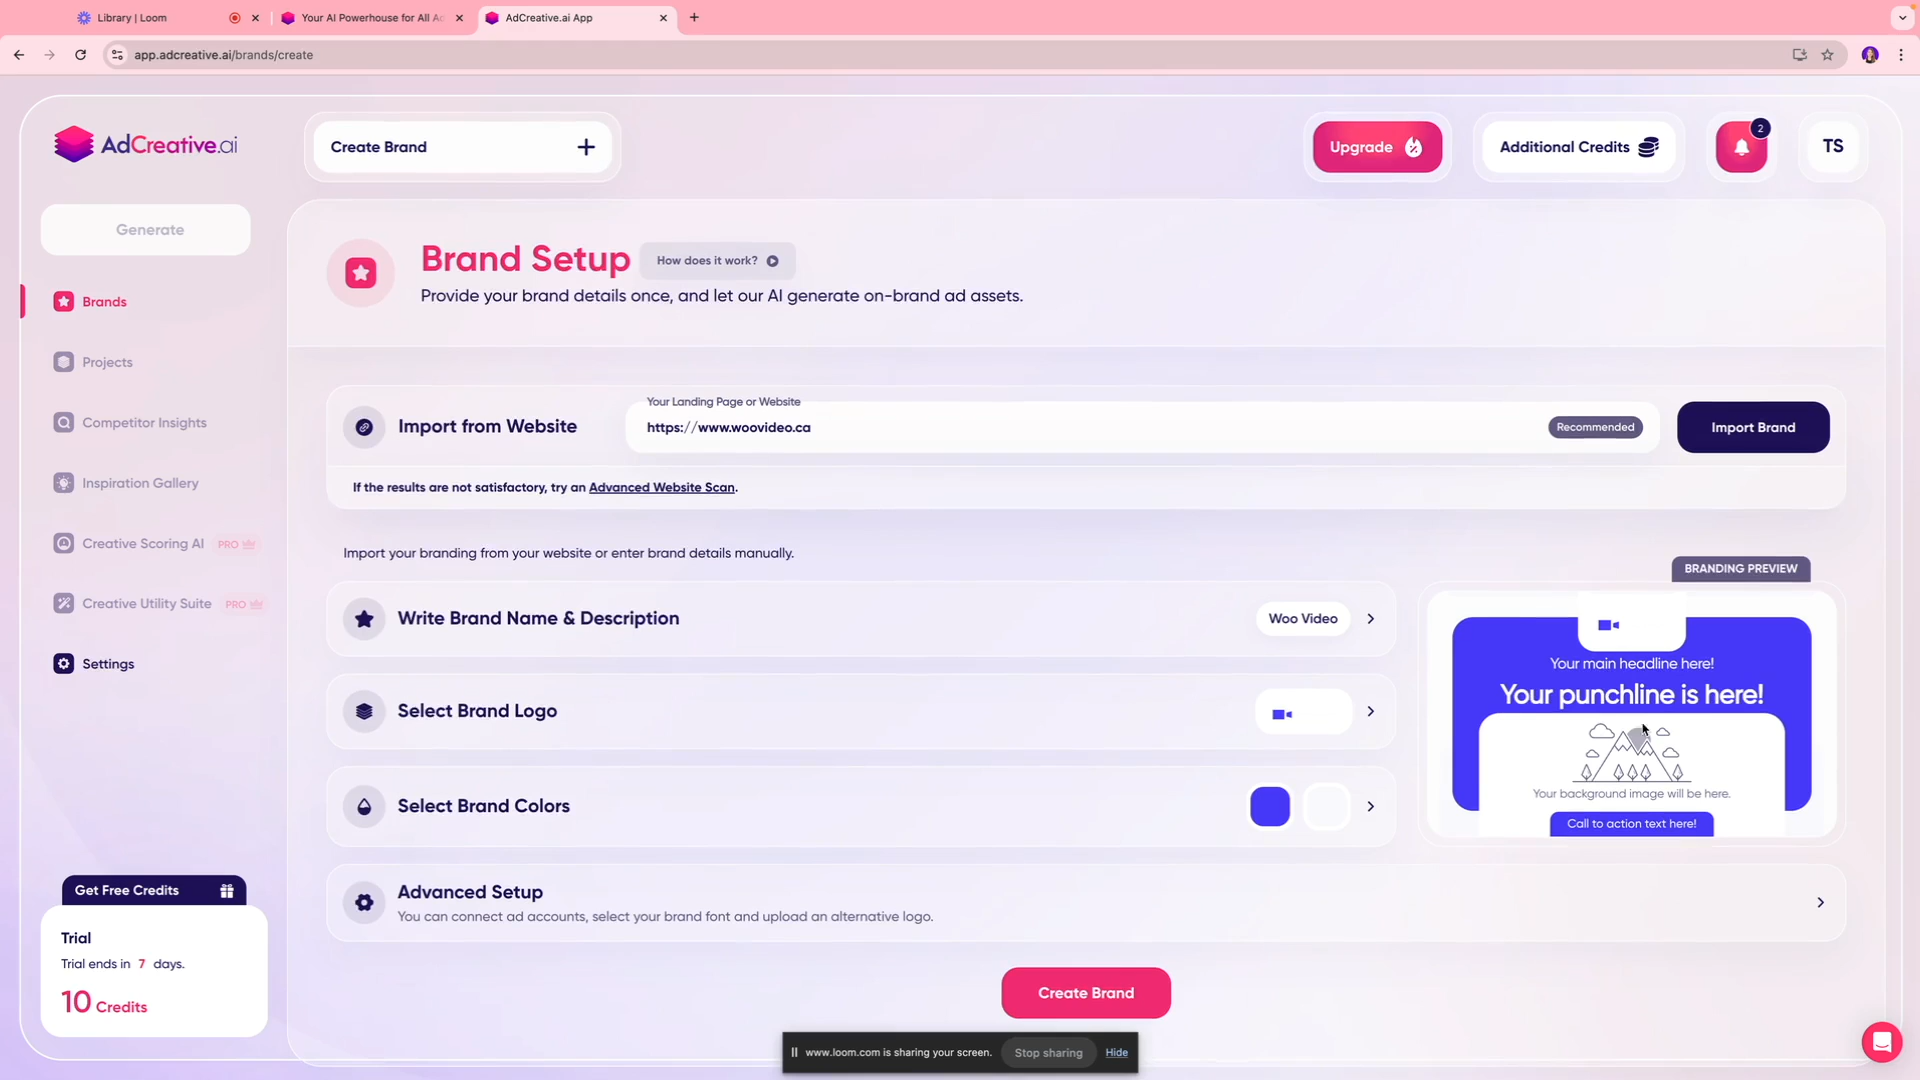 Library | Loom
Your AI Powerhouse for All Ad
AdCreative.ai App
app.adcreative.ai/brands/create
AdCreative.ai
Create Brand
Upgrade
Additional Credits
2
TS
Generate
Brands
Projects
Competitor Insights
Inspiration Gallery
Creative Scoring AI PRO
Creative Utility Suite PRO
Settings
Get Free Credits
Trial
Trial ends in 7 days.
10 Credits
Brand Setup
How does it work?
Provide your brand details once, and let our AI generate on-brand ad assets.
Import from Website
Your Landing Page or Website
https://www.woovideo.ca
Recommended
Import Brand
If the results are not satisfactory, try an Advanced Website Scan.
Import your branding from your website or enter brand details manually.
Write Brand Name & Description
Woo Video
Select Brand Logo
Select Brand Colors
BRANDING PREVIEW
Your main headline here!
Your punchline is here!
Your background image will be here.
Call to action text here!
Advanced Setup
You can connect ad accounts, select your brand font and upload an alternative logo.
Create Brand
www.loom.com is sharing your screen.
Stop sharing
Hide